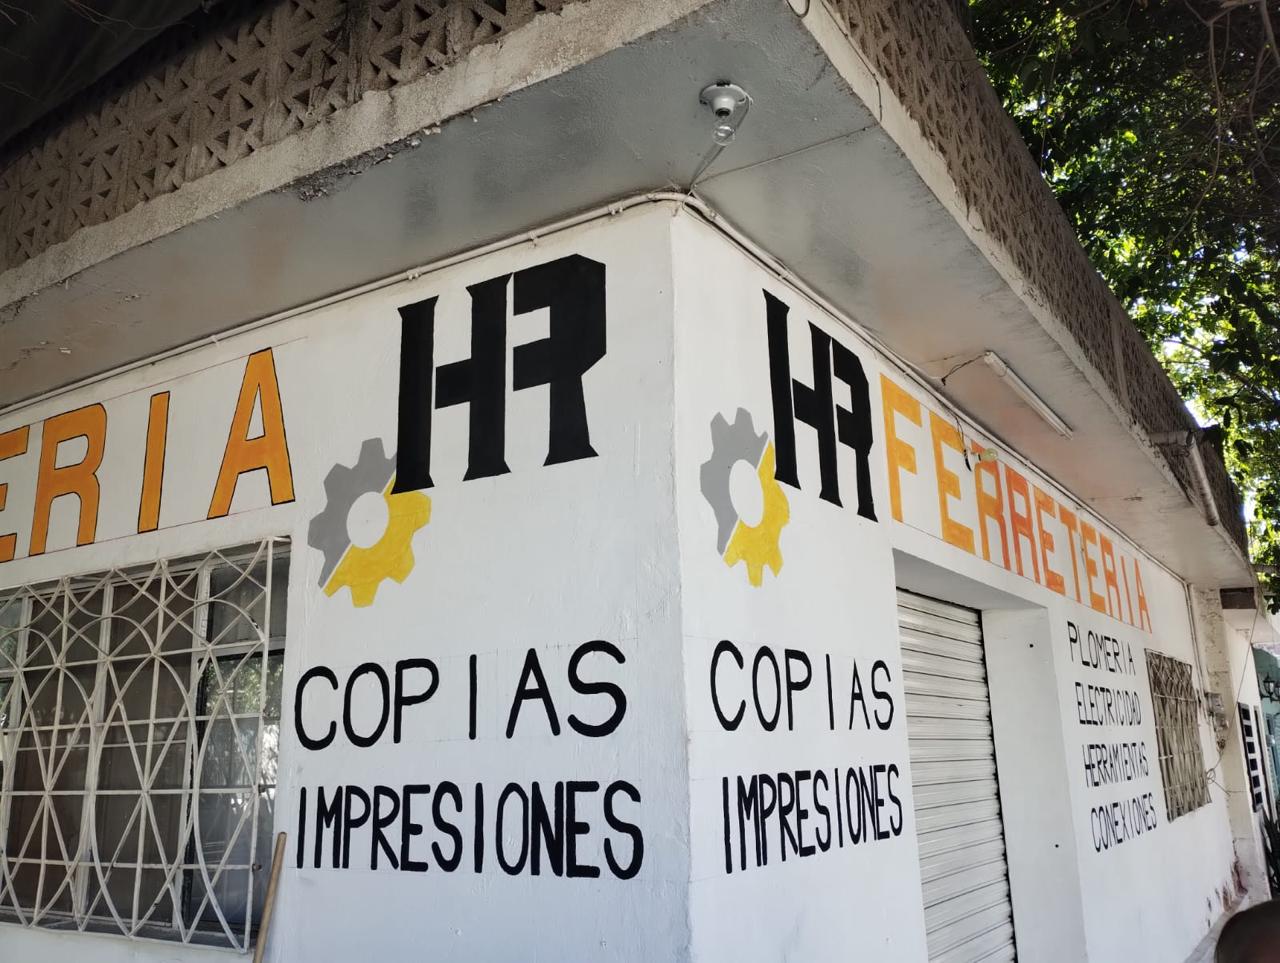 ERIA
HR
COPIAS
IMPRESIONES
HR
FERRETERIA
COPIAS
IMPRESIONES
PLOMERIA
ELECTRICIDAD
HERRAMIENTAS
CONEXIONES